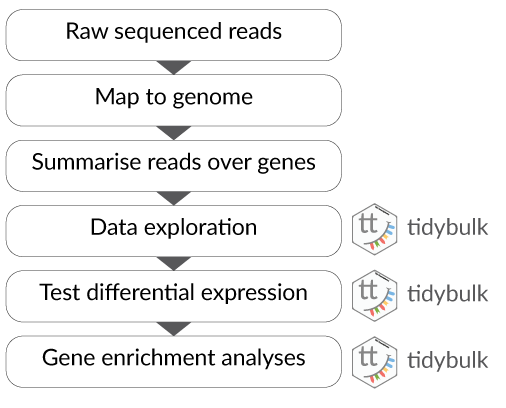 Raw sequenced reads
Map to genome
Summarise reads over genes
Data exploration
tt tidybulk
Test differential expression
tt tidybulk
Gene enrichment analyses
tt tidybulk